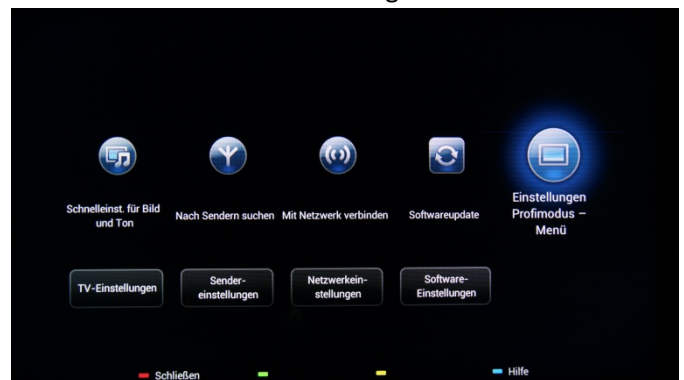 Schnelleinst. für Bild
und Ton
Nach Sendern suchen
Mit Netzwerk verbinden
Softwareupdate
Einstellungen
Profimodus –
Menü
TV-Einstellungen
Sender-
einstellungen
Netzwerkein-
stellungen
Software-
Einstellungen
Schließen
Hilfe